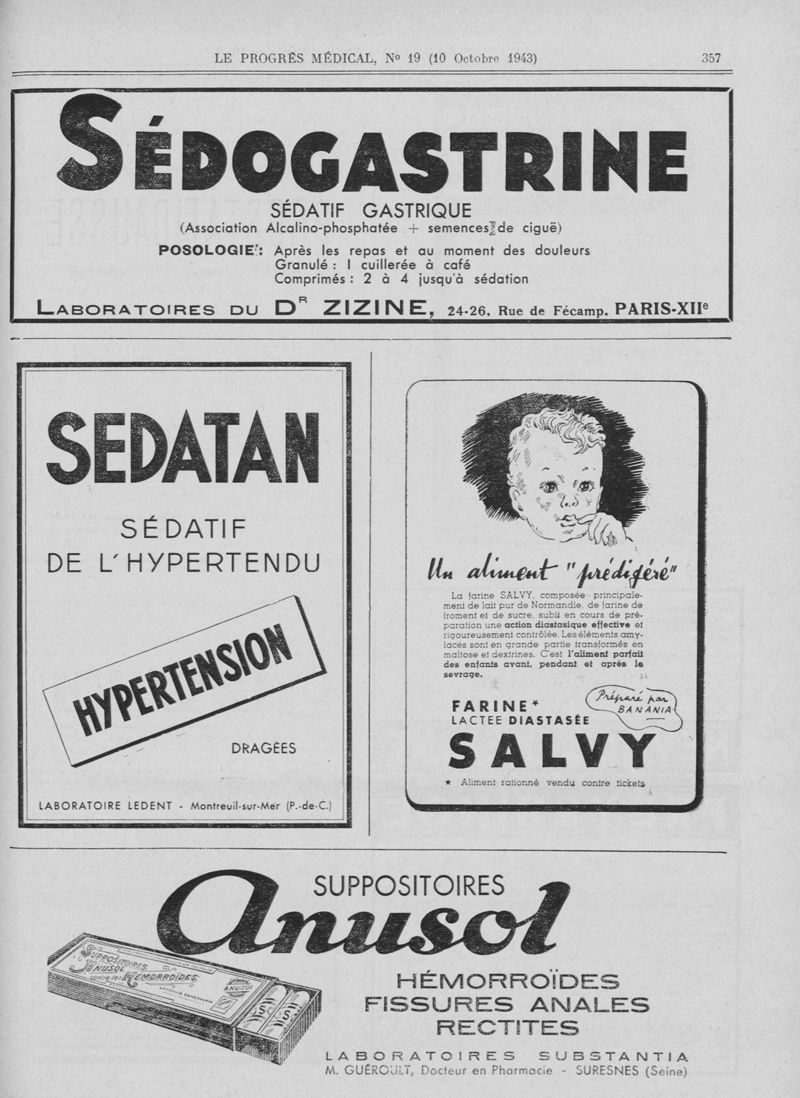 LE PROGRÈS MÉDICAL, No 19 (10 Octobre 1943) 357
SÉDOGASTRINE
SÉDATIF GASTRIQUE
(Association Alcalino-phosphatée + semences de ciguë)
POSOLOGIE : Après les repas et au moment des douleurs
Granulé : 1 cuillerée à café
Comprimés : 2 à 4 jusqu'à sédation
LABORATOIRES DU DR ZIZINE, 24-26, Rue de Fécamp, PARIS-XIIe
SEDATAN
SÉDATIF
DE L'HYPERTENDU
HYPERTENSION
DRAGÉES
LABORATOIRE LEDENT - Montreuil-sur-Mer (P.-de-C.)
Un aliment "prédigéré"
La farine SALVY, composée principale-
ment de lait pur de Normandie, de farine de
froment et de sucre, subit en cours de pré-
paration une action diastasique effective et
rigoureusement contrôlée. Les éléments amy-
lacés sont en grande partie transformés en
maltose et dextrines. C'est l'aliment parfait
des enfants avant, pendant et après le
sevrage.
FARINE*
LACTEE DIASTASÉE
Préparé par
BANANIA
SALVY
* Aliment rationné vendu contre tickets
SUPPOSITOIRES
Anusol
SUPPOSITOIRES
ANUSOL
contre les HEMORROÏDES
ANUSOL
HÉMORROÏDES
FISSURES ANALES
RECTITES
LABORATOIRES SUBSTANTIA
M. GUÉROULT, Docteur en Pharmacie - SURESNES (Seine)